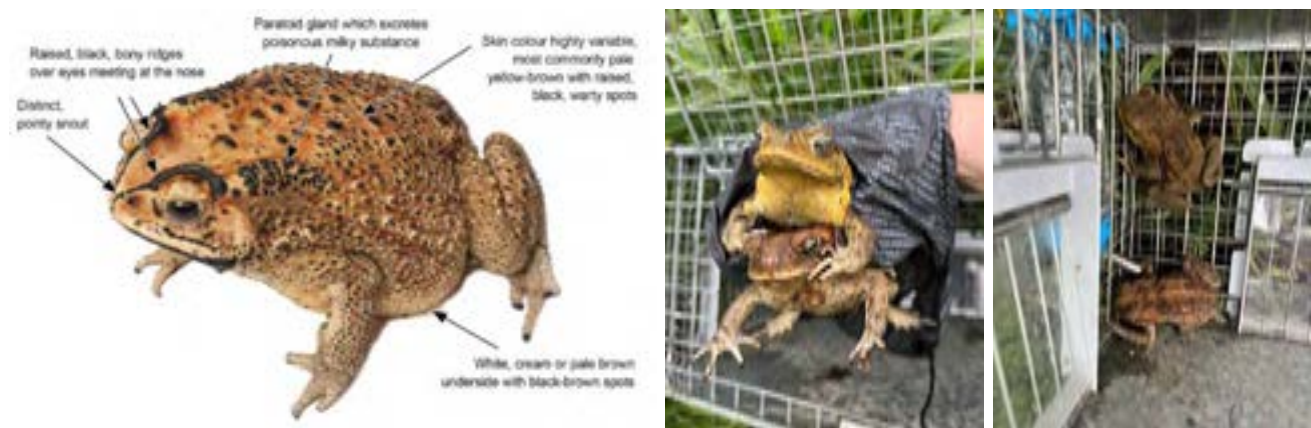 Paratoid gland which excretes
poisonous milky substance
Raised, black, bony ridges
over eyes meeting at the nose
Skin colour highly variable,
most commonly pale
yellow-brown with raised,
black, warty spots
Distinct,
pointy snout
White, cream or pale brown
underside with black-brown spots